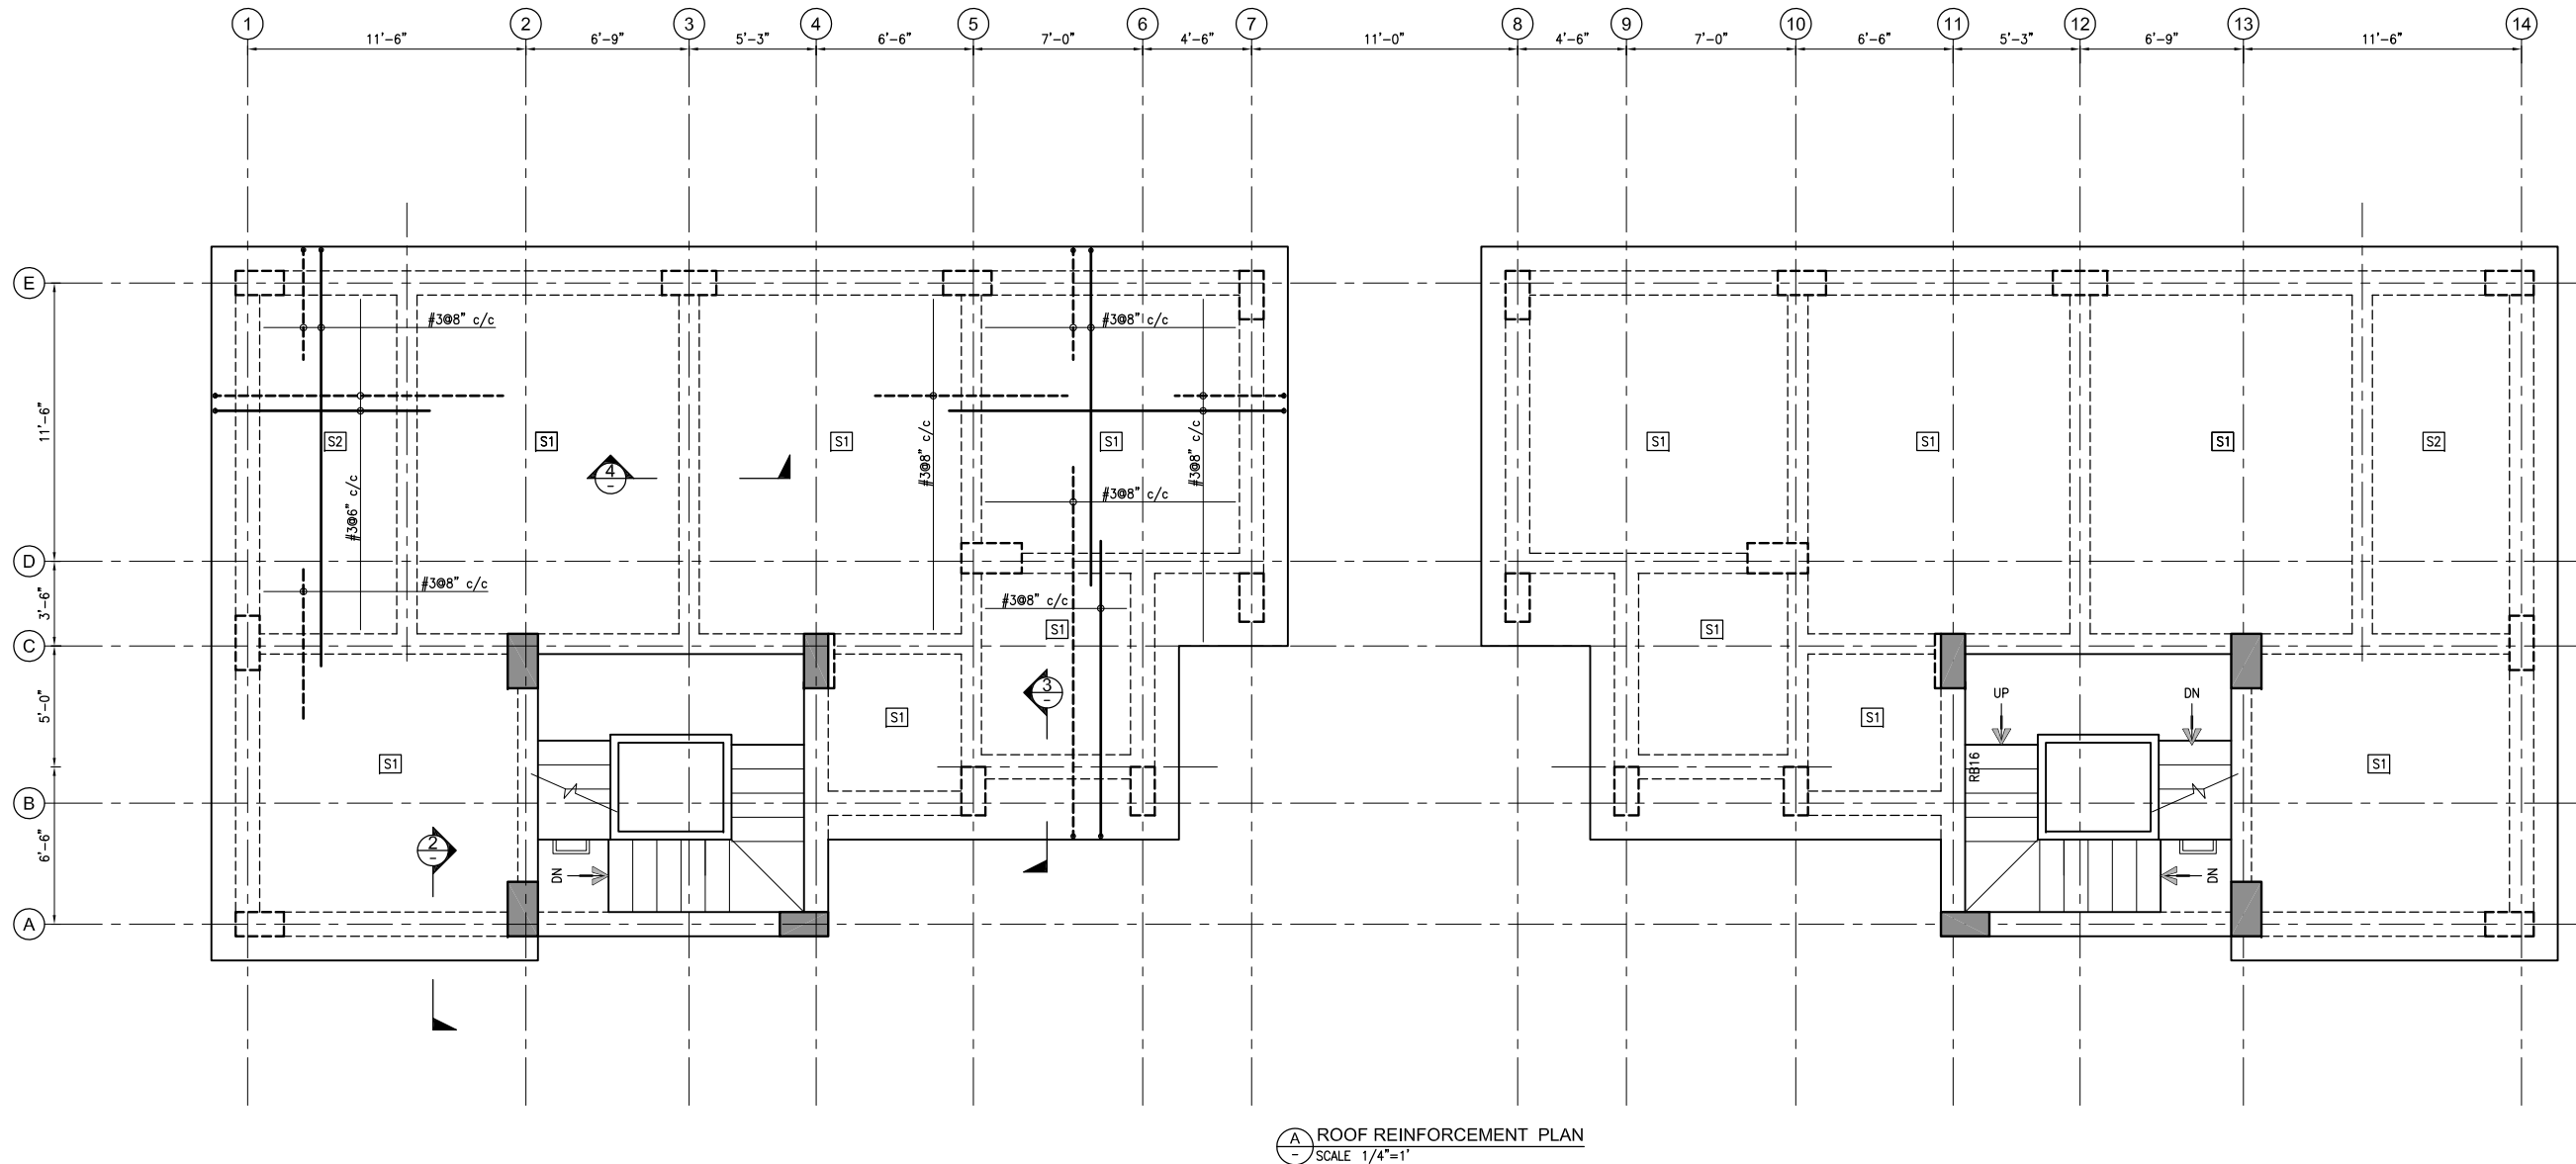 1 2 3 4 5 6 7 8 9 10 11 12 13 14
11'-6" 6'-9" 5'-3" 6'-6" 7'-0" 4'-6" 11'-0" 4'-6" 7'-0" 6'-6" 5'-3" 6'-9" 11'-6"
E
#3@8" c/c #3@8" c/c
11'-6"
S2 S1 S1 S1 S1 S1 S1 S2
#3@8" c/c #3@8" c/c
4
-
#3@6" c/c
#3@8" c/c
D
#3@8" c/c
3'-6"
#3@8" c/c
S1 S1
C
3
-
UP DN
5'-0"
S1 S1
S1 RB16 S1
B
6'-6"
2
-
DN DN
A
A
-
ROOF REINFORCEMENT PLAN
SCALE 1/4"=1'